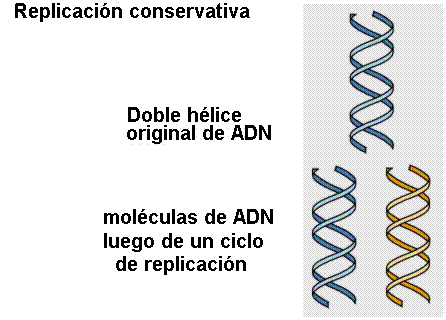 Replicación conservativa
Doble hélice
original de ADN
moléculas de ADN
luego de un ciclo
de replicación